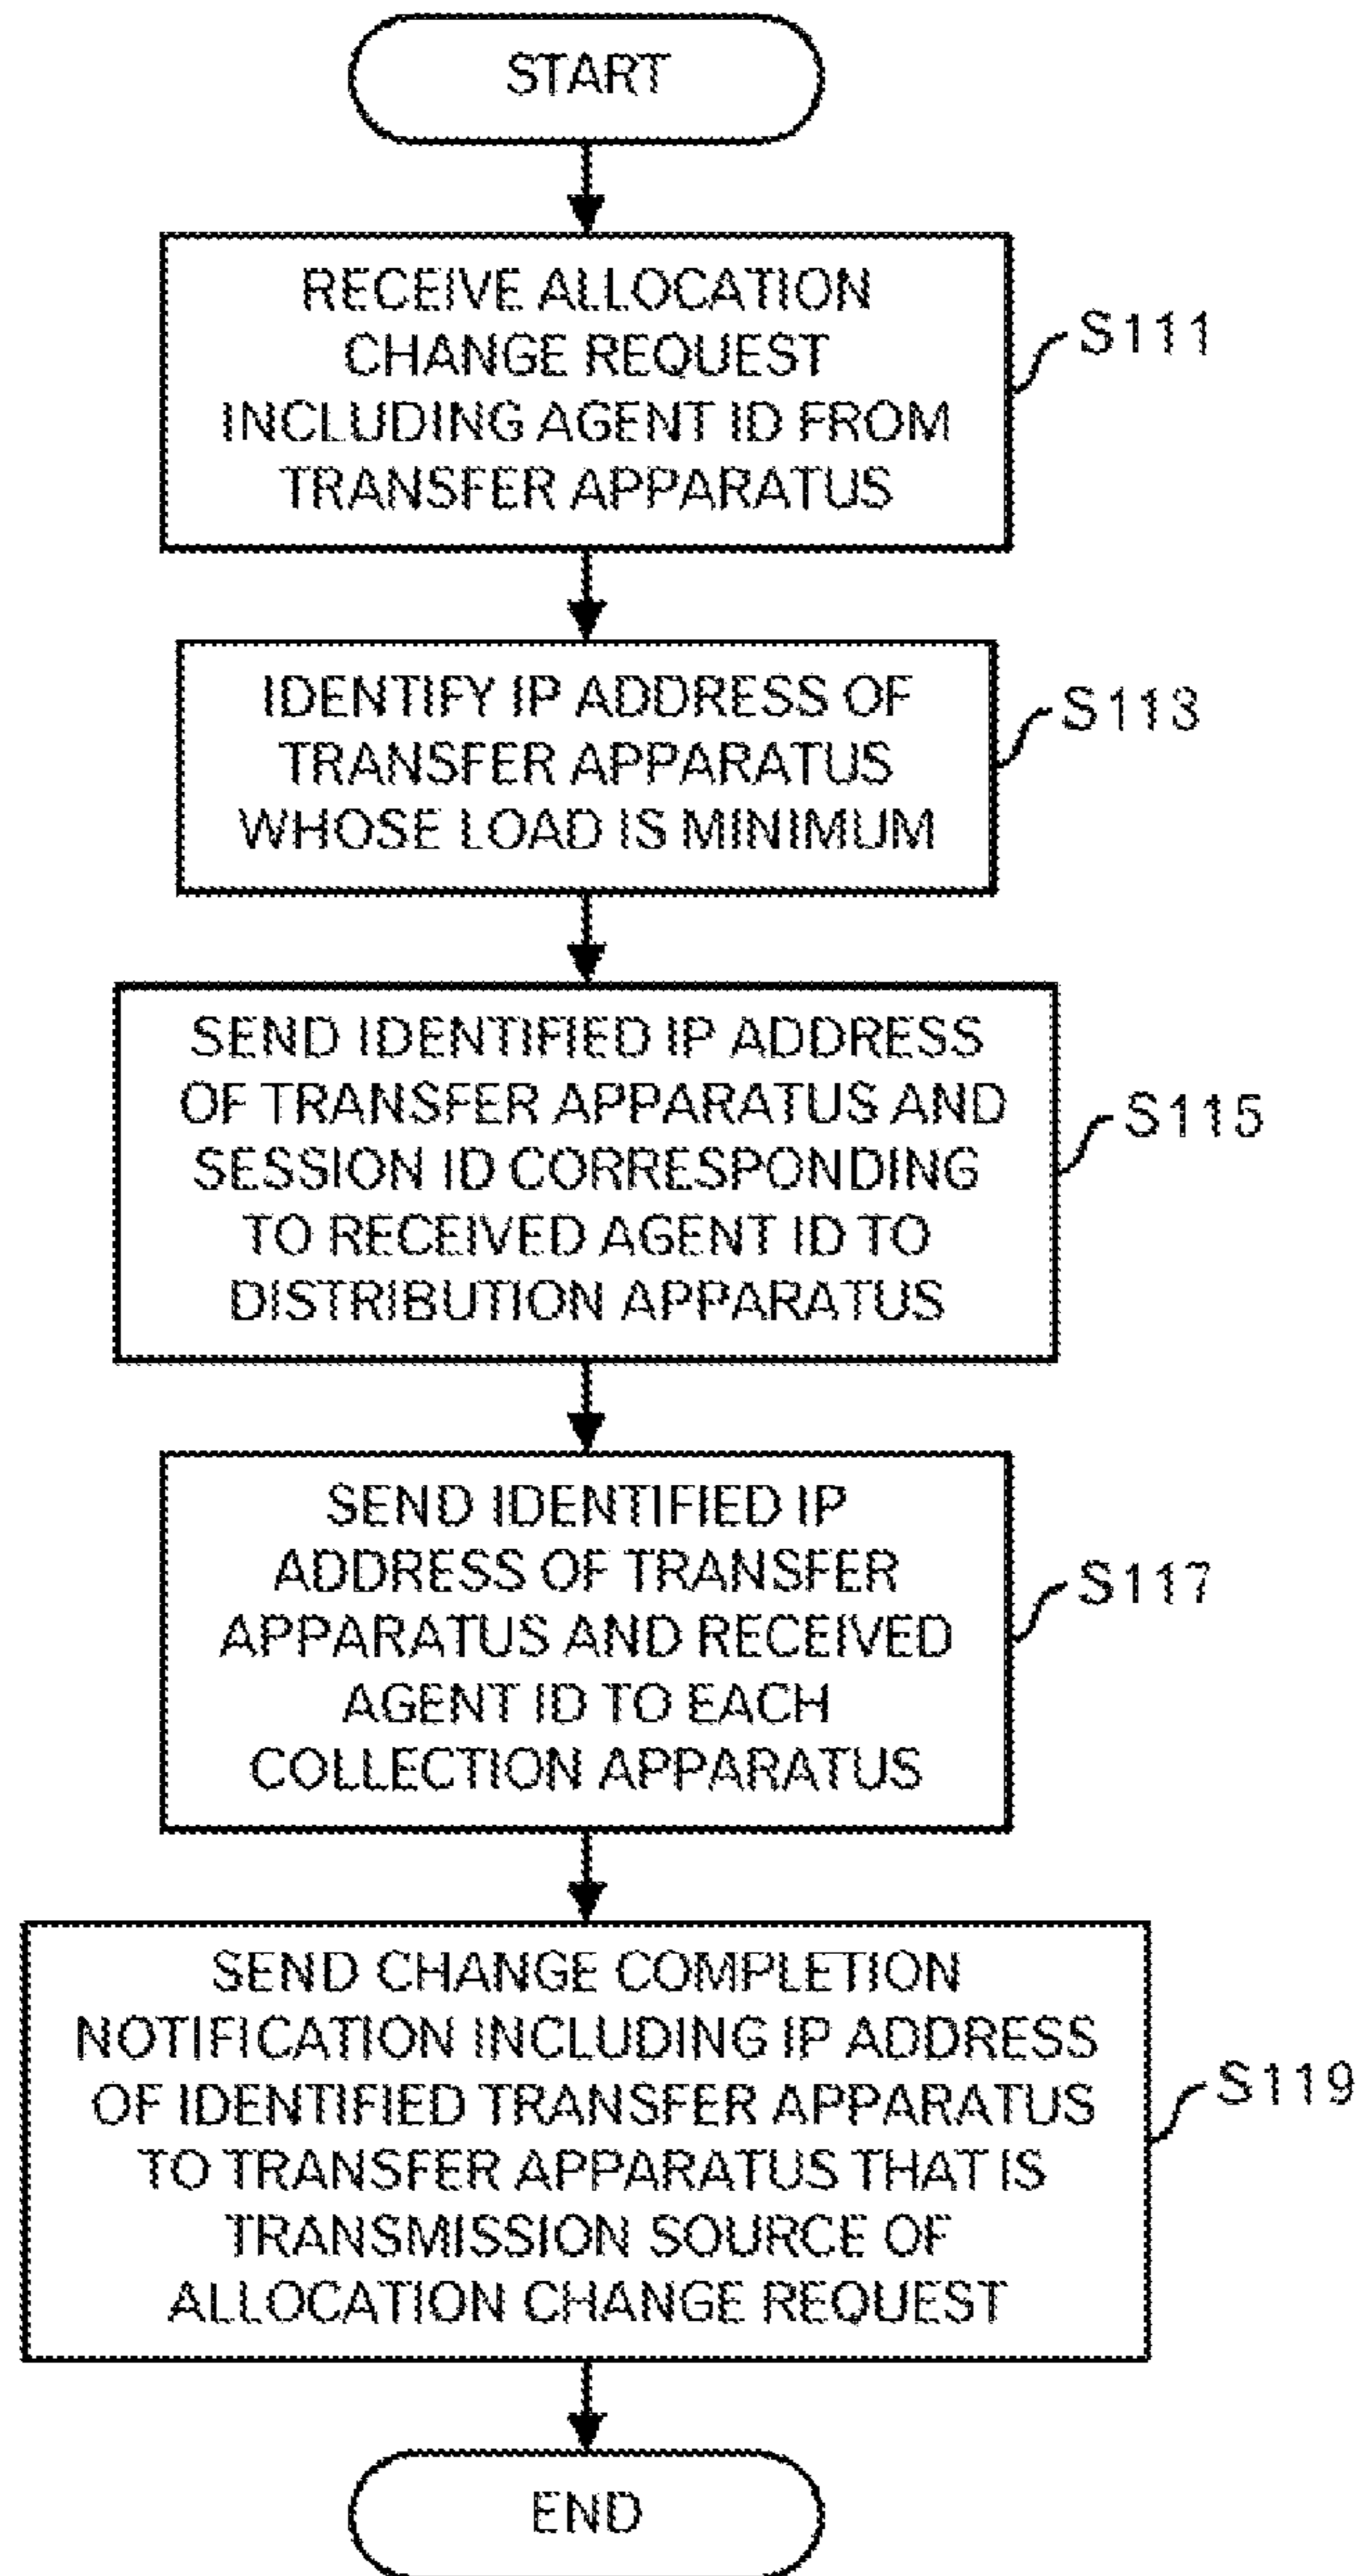 START
RECEIVE ALLOCATION
CHANGE REQUEST
INCLUDING AGENT ID FROM
TRANSFER APPARATUS
S111
IDENTIFY IP ADDRESS OF
TRANSFER APPARATUS
WHOSE LOAD IS MINIMUM
S113
SEND IDENTIFIED IP ADDRESS
OF TRANSFER APPARATUS AND
SESSION ID CORRESPONDING
TO RECEIVED AGENT ID TO
DISTRIBUTION APPARATUS
S115
SEND IDENTIFIED IP
ADDRESS OF TRANSFER
APPARATUS AND RECEIVED
AGENT ID TO EACH
COLLECTION APPARATUS
S117
SEND CHANGE COMPLETION
NOTIFICATION INCLUDING IP ADDRESS
OF IDENTIFIED TRANSFER APPARATUS
TO TRANSFER APPARATUS THAT IS
TRANSMISSION SOURCE OF
ALLOCATION CHANGE REQUEST
S119
END